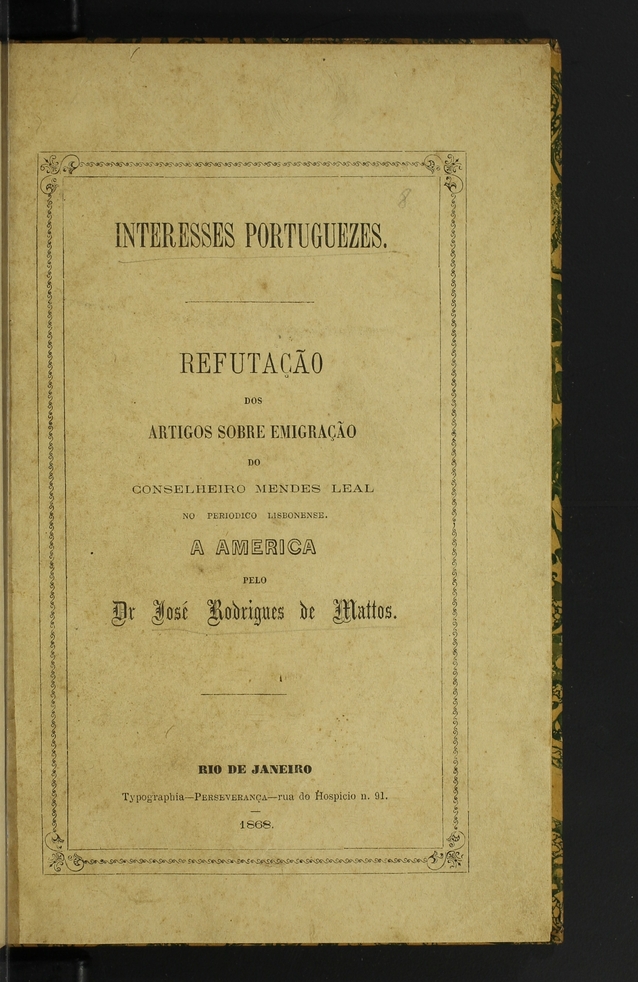 8
INTERESSES PORTUGUEZES.
REFUTAÇÃO
DOS
ARTIGOS SOBRE EMIGRAÇÃO
DO
CONSELHEIRO MENDES LEAL
NO PERIODICO LISBONENSE.
A AMERICA
PELO
Dr José Rodrigues de Mattos.
RIO DE JANEIRO
Typographia—PERSEVERANÇA—rua do Hospicio n. 91.
1868.